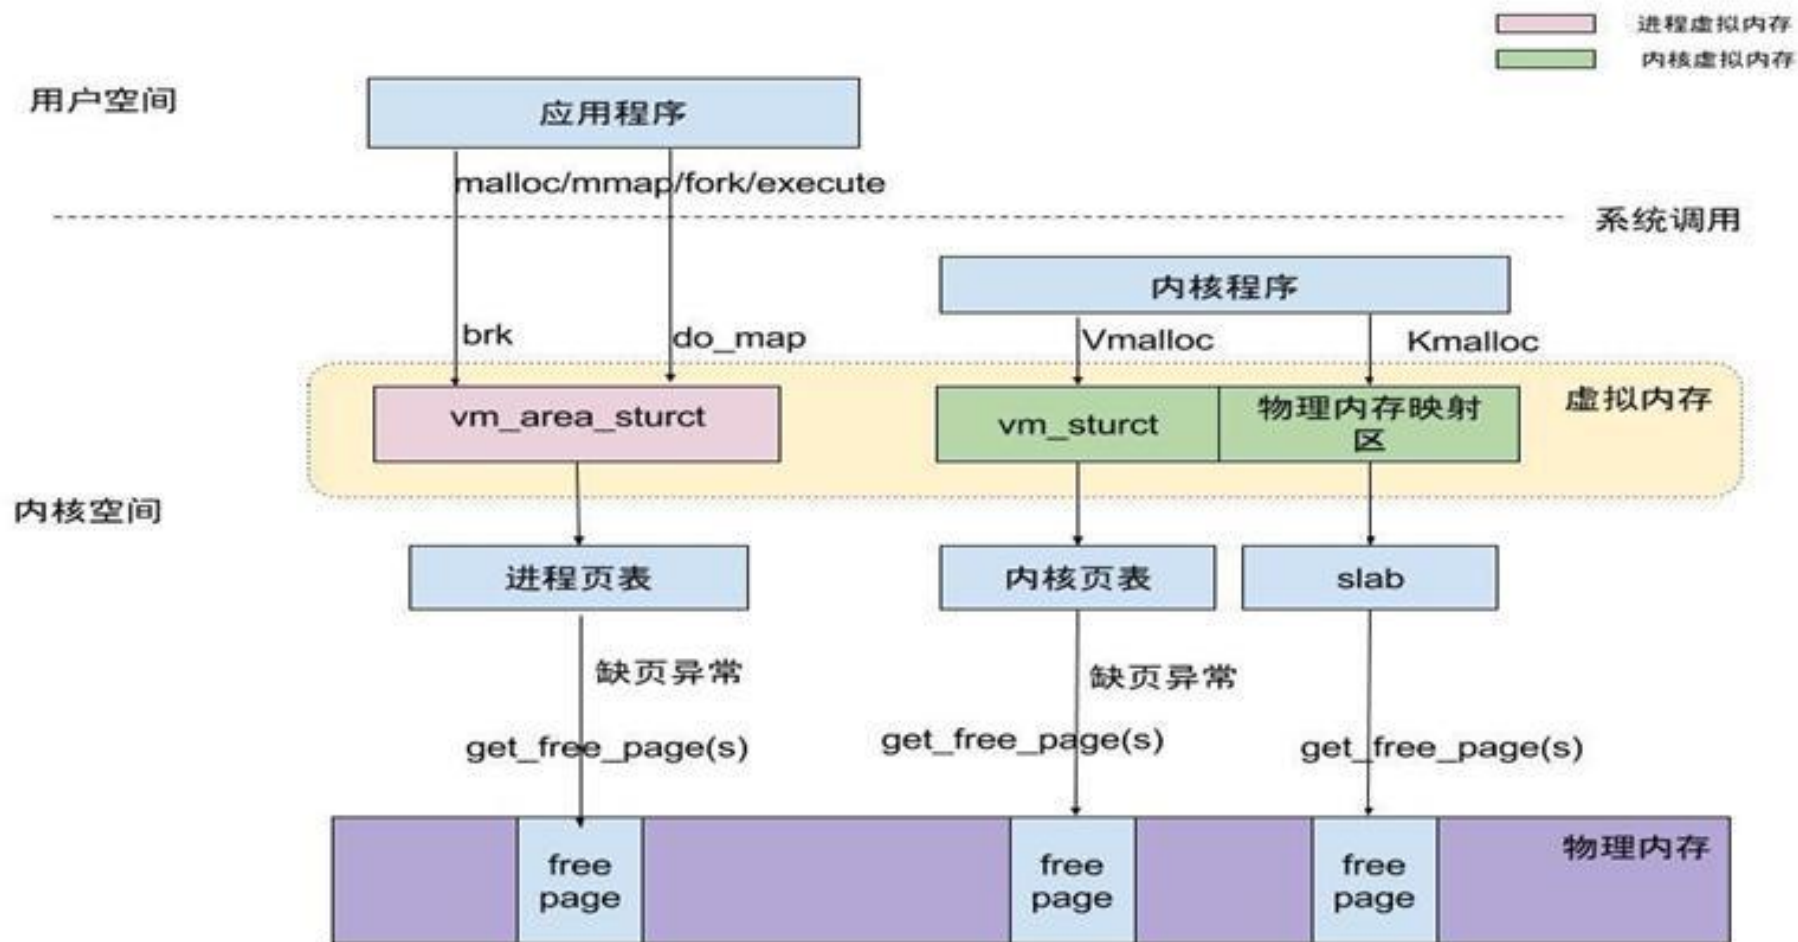 进程虚拟内存
内核虚拟内存
用户空间
应用程序
malloc/mmap/fork/execute
系统调用
内核程序
brk
do_map
Vmalloc
Kmalloc
虚拟内存
vm_area_sturct
vm_sturct
物理内存映射
区
内核空间
进程页表
内核页表
slab
缺页异常
缺页异常
get_free_page(s)
get_free_page(s)
get_free_page(s)
物理内存
free
page
free
page
free
page